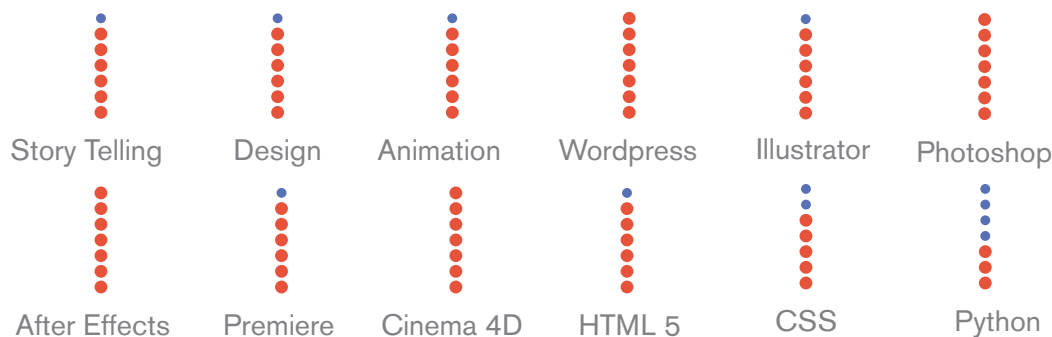 Story Telling Design Animation Wordpress Illustrator Photoshop
After Effects Premiere Cinema 4D HTML 5 CSS Python